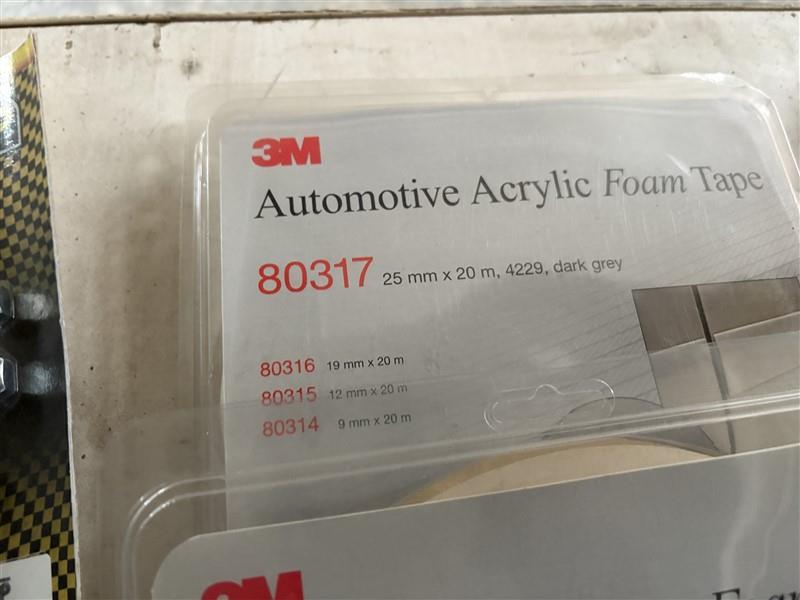 3M
Automotive Acrylic Foam Tape
80317 25 mm x 20 m, 4229, dark grey
80316 19 mm x 20 m
80315 12 mm x 20 m
80314 9 mm x 20 m
3M